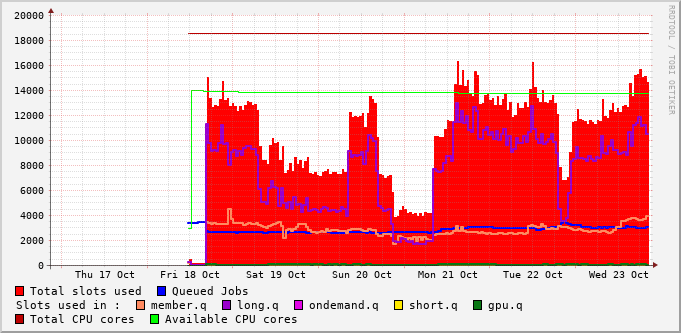 20000
18000
16000
14000
12000
10000
8000
6000
4000
2000
0
Thu 17 Oct Fri 18 Oct Sat 19 Oct Sun 20 Oct Mon 21 Oct Tue 22 Oct Wed 23 Oct
RRDTOOL / TOBI OETIKER
Total slots used Queued Jobs
Slots used in : member.q long.q ondemand.q short.q gpu.q
Total CPU cores Available CPU cores